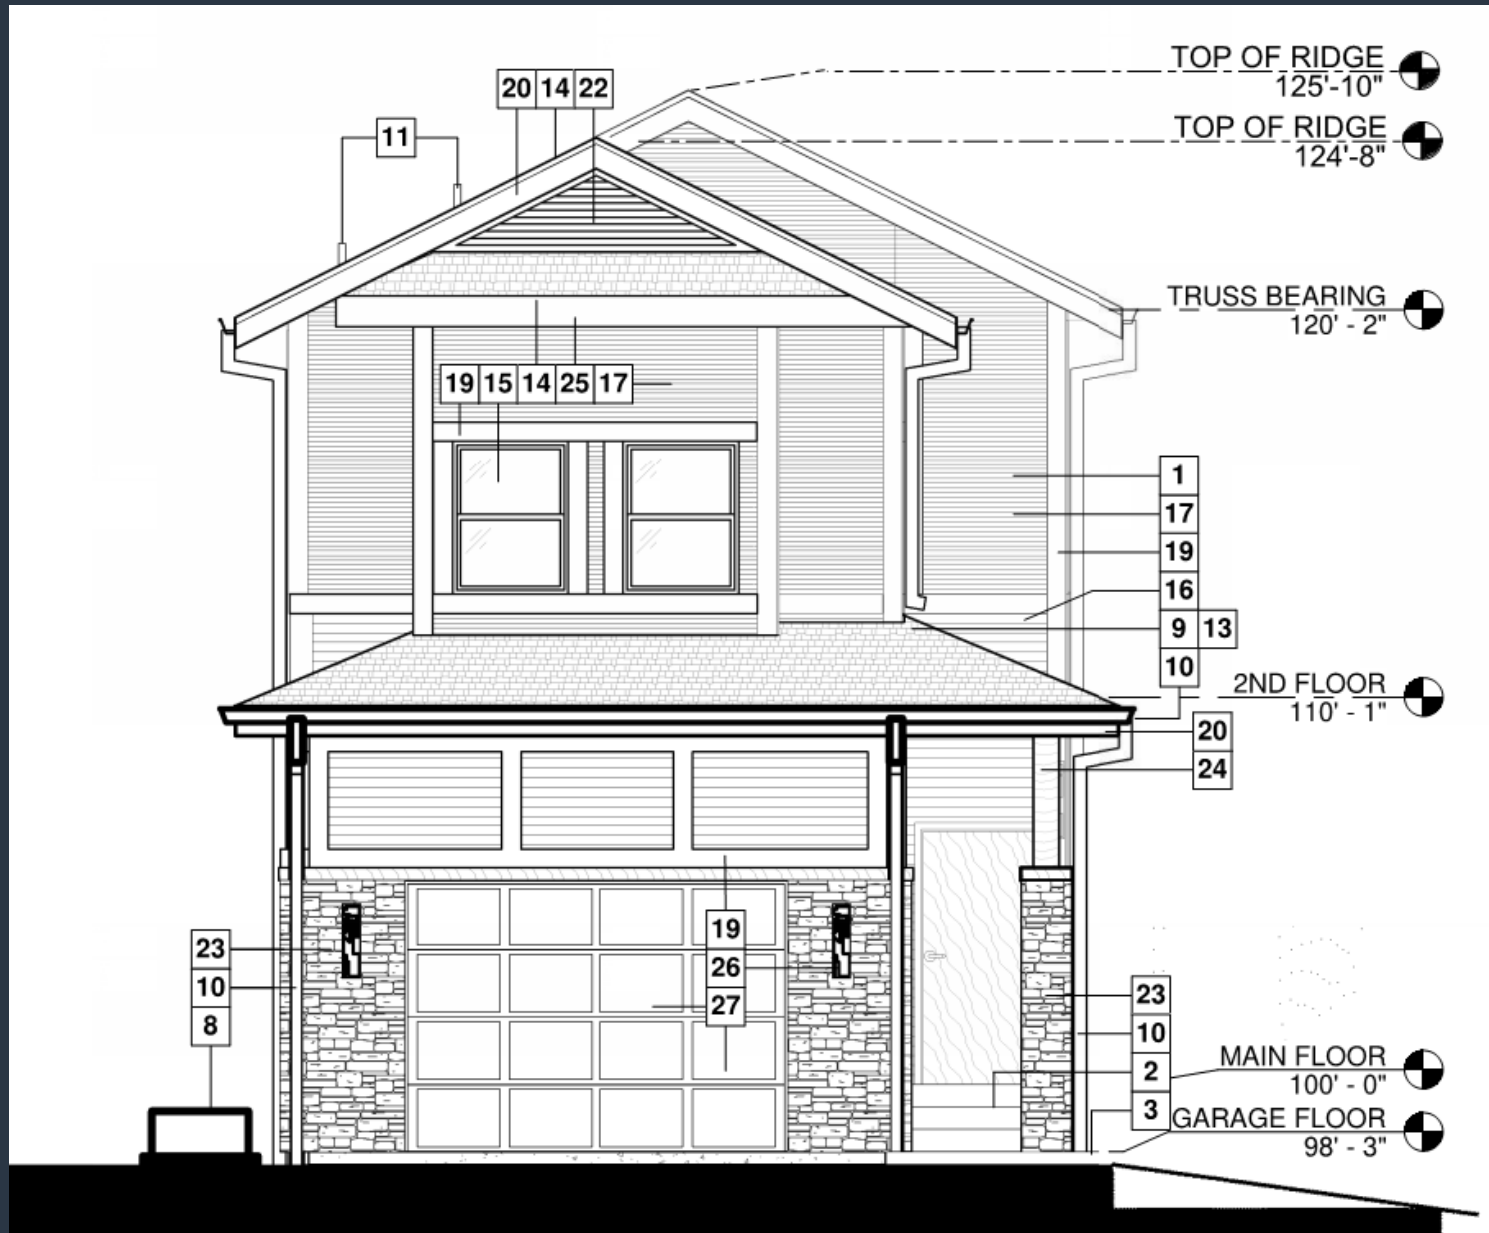 TOP OF RIDGE
125'-10"
20 14 22
TOP OF RIDGE
124'-8"
11
TRUSS BEARING
120' - 2"
19 15 14 25 17
1
17
19
16
9 13
10
2ND FLOOR
110' - 1"
20
24
19
26
27
23
10
8
23
10
2
3
MAIN FLOOR
100' - 0"
GARAGE FLOOR
98' - 3"